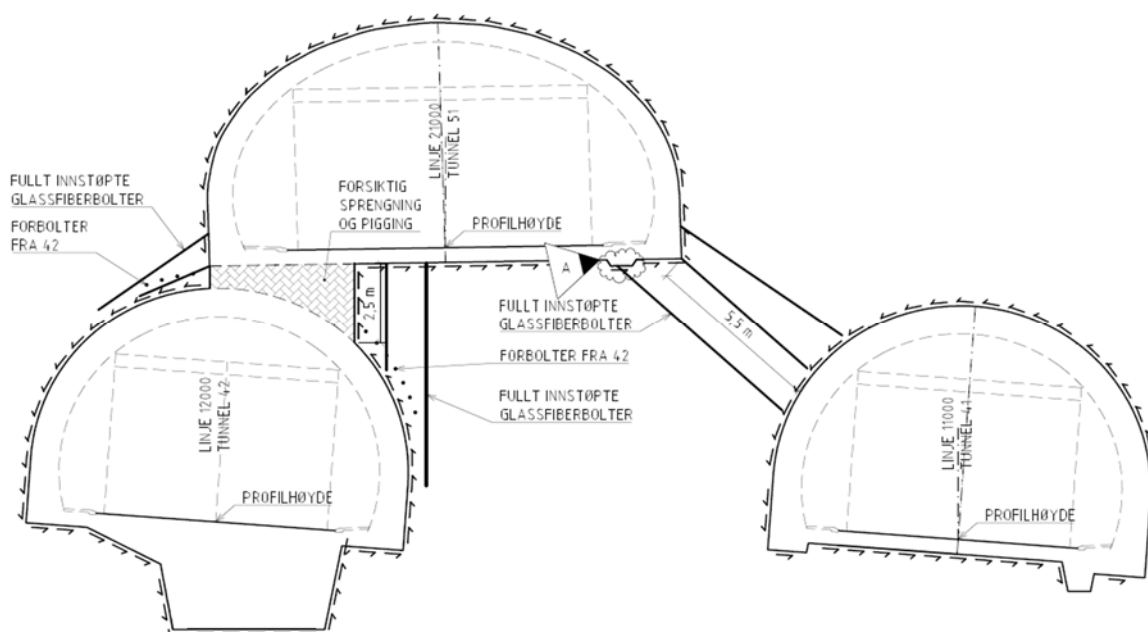 LINJE 21000
TUNNEL 51
FULLT INNSTØPTE
GLASSFIBERBOLTER
FORBOLTER
FRA 42
FORSIKTIG
SPRENGNING
OG PIGGING
PROFILHØYDE
A
2,5 m
FULLT INNSTØPTE
GLASSFIBERBOLTER
5,5 m
FORBOLTER FRA 42
FULLT INNSTØPTE
GLASSFIBERBOLTER
LINJE 12000
TUNNEL 42
PROFILHØYDE
LINJE 11000
TUNNEL 41
PROFILHØYDE